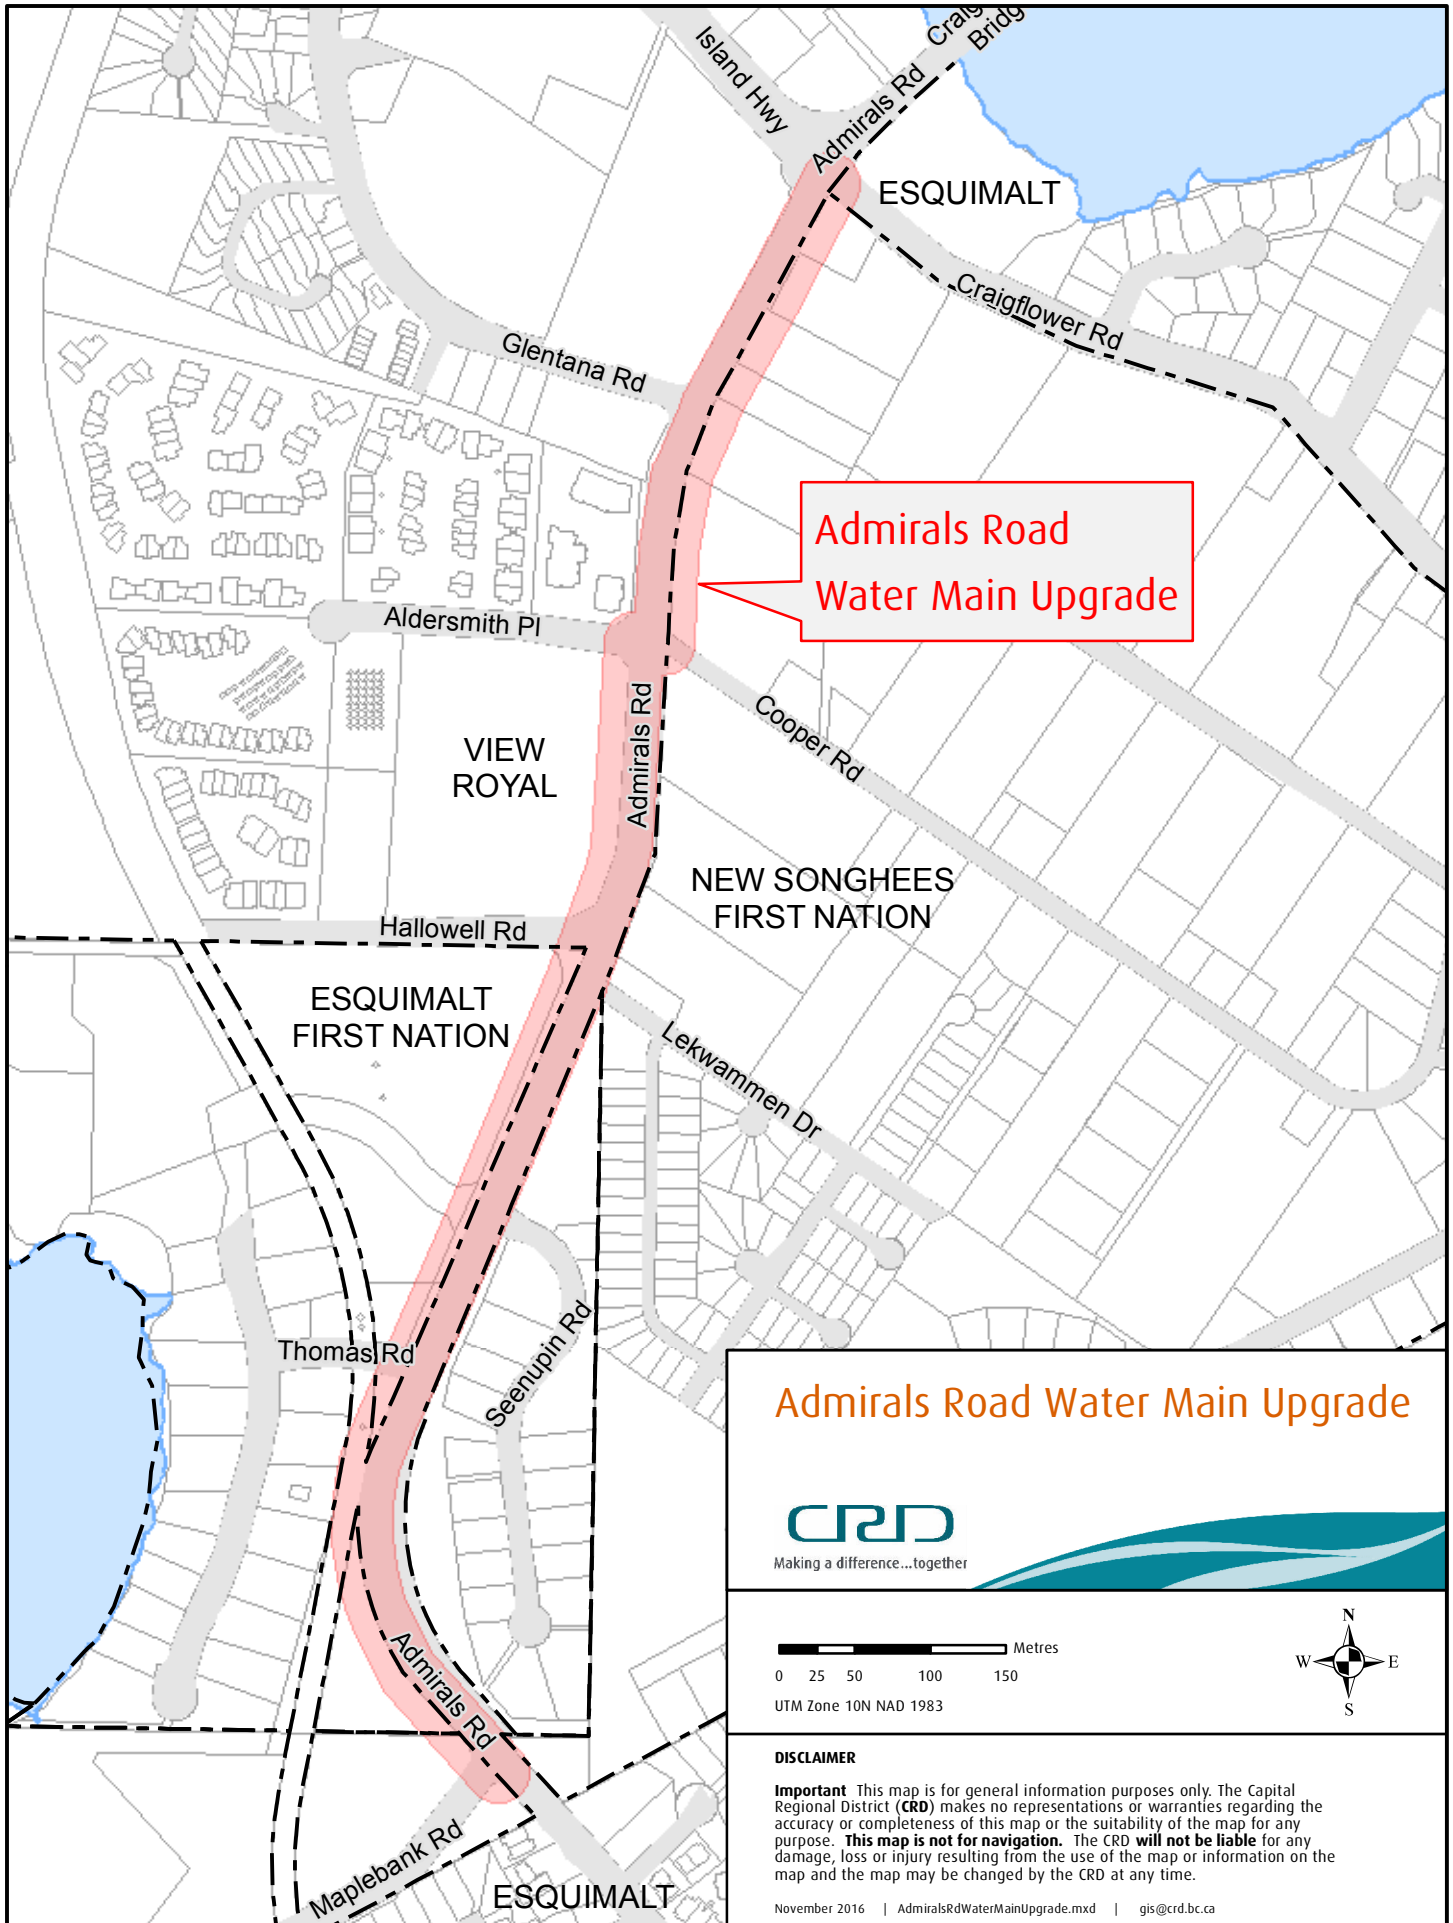 Island Hwy
Craig
Bridg
Admirals Rd
ESQUIMALT
Craigflower Rd
Glentana Rd
Admirals Road
Water Main Upgrade
Aldersmith Pl
Admirals Rd
Cooper Rd
VIEW
ROYAL
NEW SONGHEES
FIRST NATION
Hallowell Rd
ESQUIMALT
FIRST NATION
Lekwammen Dr
Seenupin Rd
Thomas Rd
Admirals Rd
Maplebank Rd
ESQUIMALT
Admirals Road Water Main Upgrade
CRD
Making a difference...together
Metres
0 25 50 100 150
UTM Zone 10N NAD 1983
N
W E
S
DISCLAIMER
Important This map is for general information purposes only. The Capital
Regional District (CRD) makes no representations or warranties regarding the
accuracy or completeness of this map or the suitability of the map for any
purpose. This map is not for navigation. The CRD will not be liable for any
damage, loss or injury resulting from the use of the map or information on the
map and the map may be changed by the CRD at any time.
November 2016 | AdmiralsRdWaterMainUpgrade.mxd | gis@crd.bc.ca